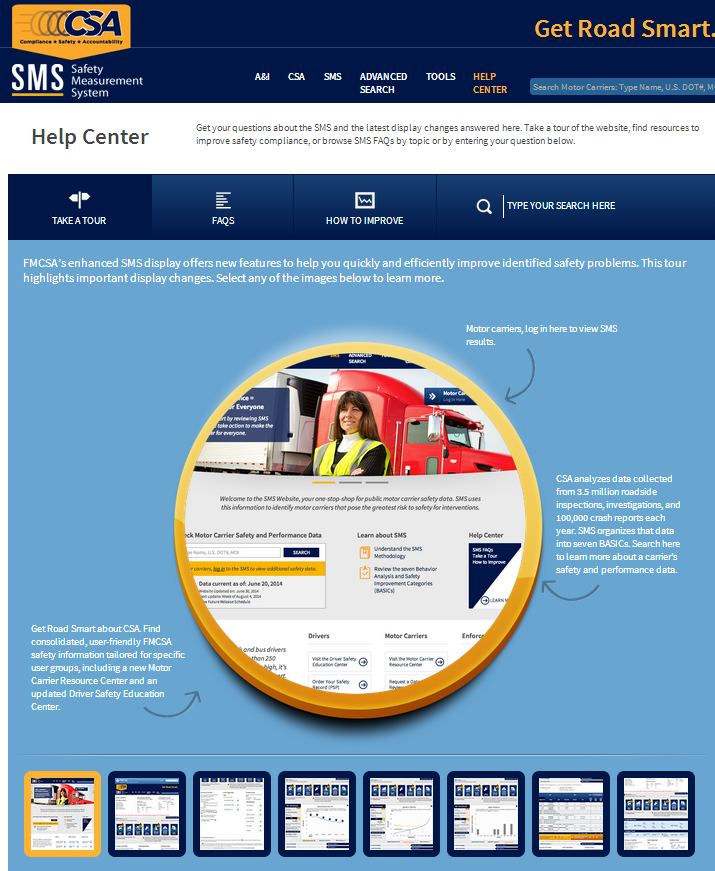 CSA
Compliance ★ Safety ★ Accountability
Get Road Smart.
SMS Safety
Measurement
System
A&I CSA SMS ADVANCED SEARCH TOOLS HELP CENTER
Search Motor Carriers: Type Name, U.S. DOT#,
Help Center
Get your questions about the SMS and the latest display changes answered here. Take a tour of the website, find resources to
improve safety compliance, or browse SMS FAQs by topic or by entering your question below.
TAKE A TOUR
FAQS
HOW TO IMPROVE
TYPE YOUR SEARCH HERE
FMCSA's enhanced SMS display offers new features to help you quickly and efficiently improve identified safety problems. This tour
highlights important display changes. Select any of the images below to learn more.
Motor carriers, log in here to view SMS
results.
ADVANCED
SEARCH
Everyone
by reviewing SMS
take action to make the
for everyone.
Motor
Log In Here
Welcome to the SMS Website, your one-stop-shop for public motor carrier safety data. SMS uses
this information to identify motor carriers that pose the greatest risk to safety for interventions.
Motor Carrier Safety and Performance Data
Name, U.S. DOT#, MC#
SEARCH
carriers, log in to the SMS to view additional safety data.
Data current as of: June 20, 2014
Website updated on: June 30, 2014
update: Week of August 4, 2014
Future Release Schedule
Learn about SMS
Understand the SMS
Methodology
Review the seven Behavior
Analysis and Safety
Improvement Categories
(BASICs)
Help Center
SMS FAQs
Take a Tour
How to Improve
LEARN
and bus drivers
than 250
high, it's
Drivers
Visit the Driver Safety
Education Center
Order Your Safety
Record (PSP)
Motor Carriers
Visit the Motor Carrier
Resource Center
Request a
CSA analyzes data collected
from 3.5 million roadside
inspections, investigations, and
100,000 crash reports each
year. SMS organizes that data
into seven BASICs. Search here
to learn more about a carrier's
safety and performance data.
Get Road Smart about CSA. Find
consolidated, user-friendly FMCSA
safety information tailored for specific
user groups, including a new Motor
Carrier Resource Center and an
updated Driver Safety Education
Center.